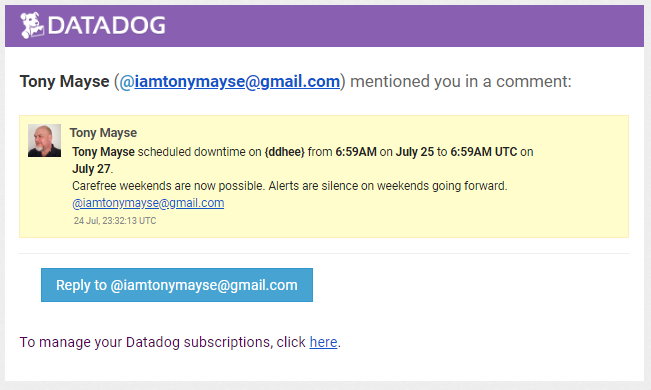 DATADOG
Tony Mayse (@iamtonymayse@gmail.com) mentioned you in a comment:
Tony Mayse
Tony Mayse scheduled downtime on {ddhee} from 6:59AM on July 25 to 6:59AM UTC on
July 27.
Carefree weekends are now possible. Alerts are silence on weekends going forward.
@iamtonymayse@gmail.com
24 Jul, 23:32:13 UTC
Reply to @iamtonymayse@gmail.com
To manage your Datadog subscriptions, click here.